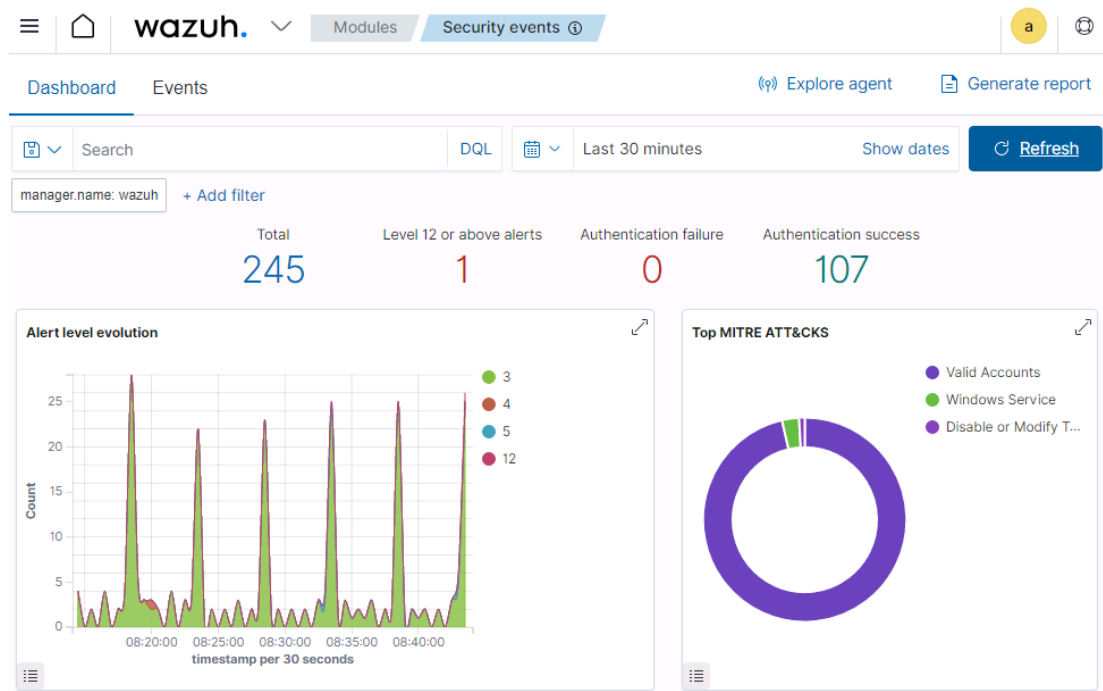 wazuh. Modules Security events a
Dashboard Events Explore agent Generate report
Search DQL Last 30 minutes Show dates Refresh
manager.name: wazuh + Add filter
Total Level 12 or above alerts Authentication failure Authentication success
245 1 0 107
Alert level evolution
3
4
5
12
25
20
15
10
5
0
Count
08:20:00 08:25:00 08:30:00 08:35:00 08:40:00
timestamp per 30 seconds
Top MITRE ATT&CKS
Valid Accounts
Windows Service
Disable or Modify T...